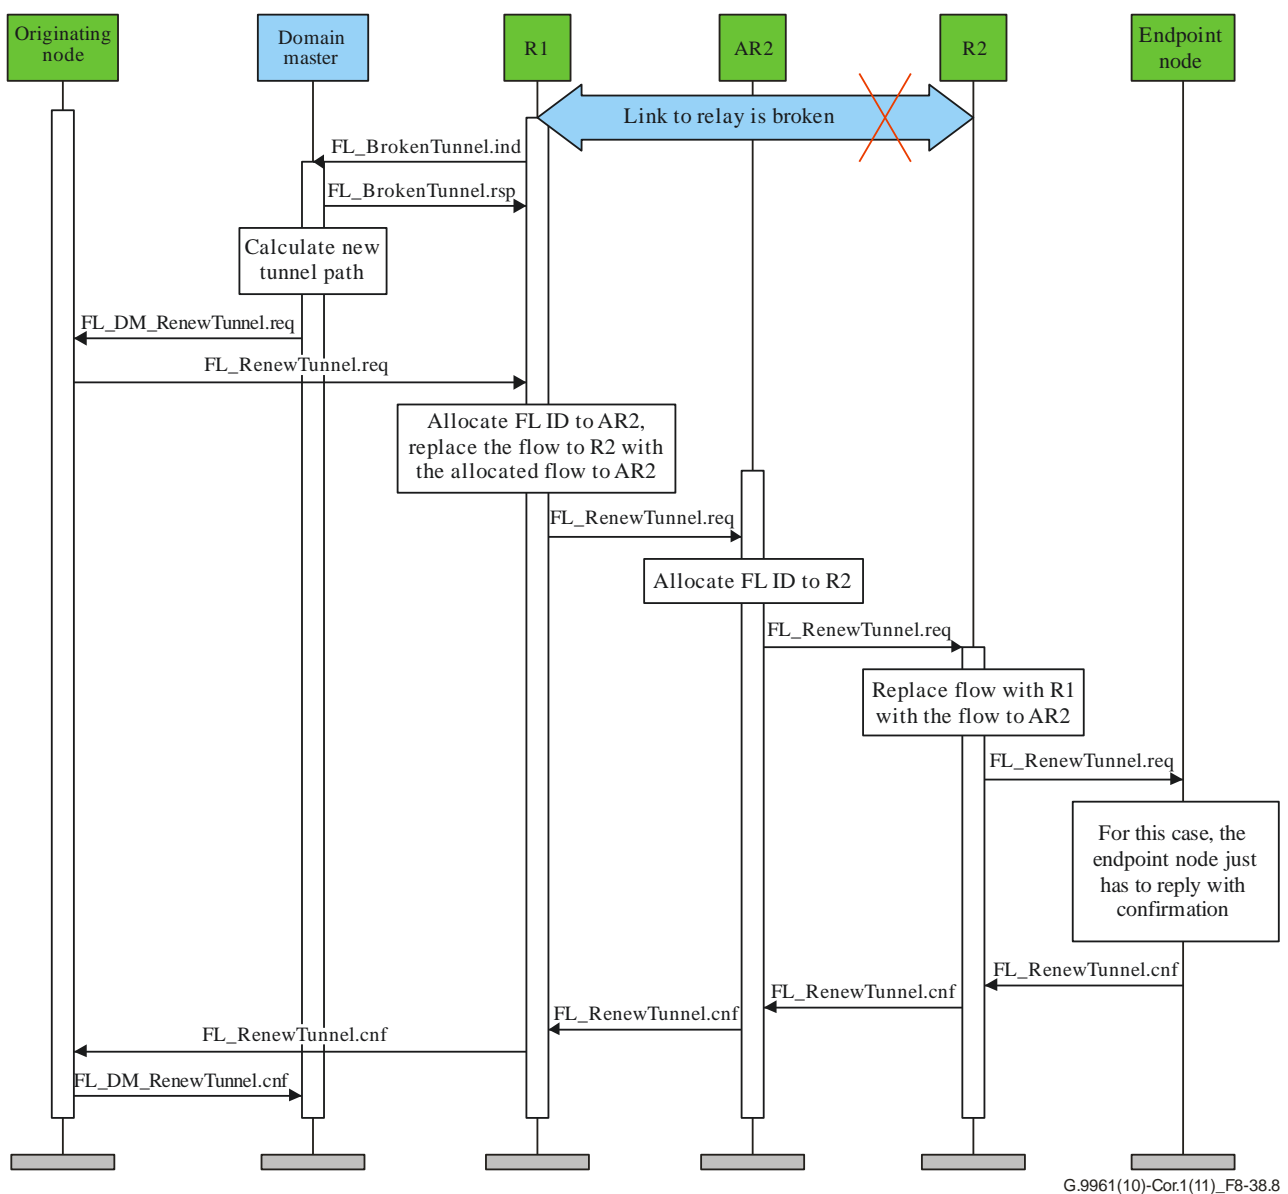 Originating
node
Domain
master
R1
AR2
R2
Endpoint
node
Link to relay is broken
FL_BrokenTunnel.ind
FL_BrokenTunnel.rsp
Calculate new
tunnel path
FL_DM_RenewTunnel.req
FL_RenewTunnel.req
Allocate FL ID to AR2,
replace the flow to R2 with
the allocated flow to AR2
FL_RenewTunnel.req
Allocate FL ID to R2
FL_RenewTunnel.req
Replace flow with R1
with the flow to AR2
FL_RenewTunnel.req
For this case, the
endpoint node just
has to reply with
confirmation
FL_RenewTunnel.cnf
FL_RenewTunnel.cnf
FL_RenewTunnel.cnf
FL_RenewTunnel.cnf
FL_DM_RenewTunnel.cnf
G.9961(10)-Cor.1(11)_F8-38.8